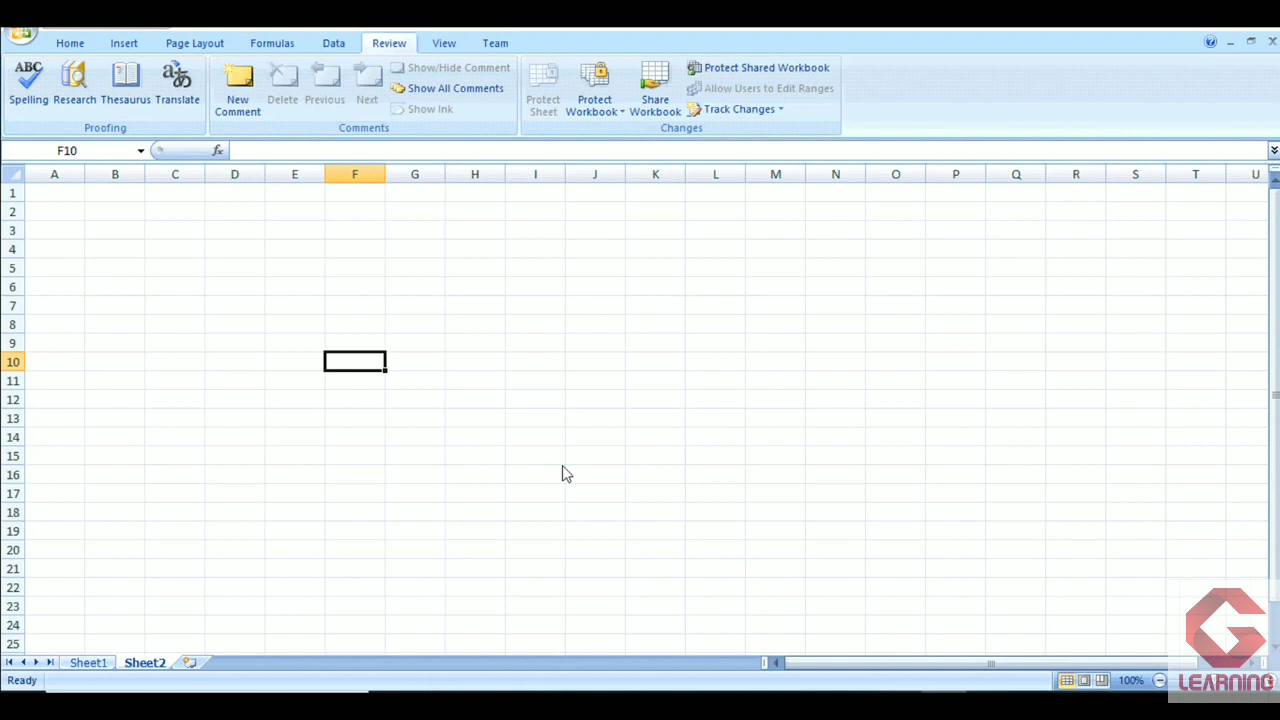 Home Insert Page Layout Formulas Data Review View Team
ABC Show/Hide Comment Protect Shared Workbook
Spelling Research Thesaurus Translate New Comment Delete Previous Next Show All Comments Protect Sheet Protect Workbook Share Workbook Allow Users to Edit Ranges
Show Ink Track Changes
Proofing Comments Changes
F10 fx
A B C D E F G H I J K L M N O P Q R S T U
1
2
3
4
5
6
7
8
9
10
11
12
13
14
15
16
17
18
19
20
21
22
23
24
25
Sheet1 Sheet2
Ready 100%
G
LEARNING